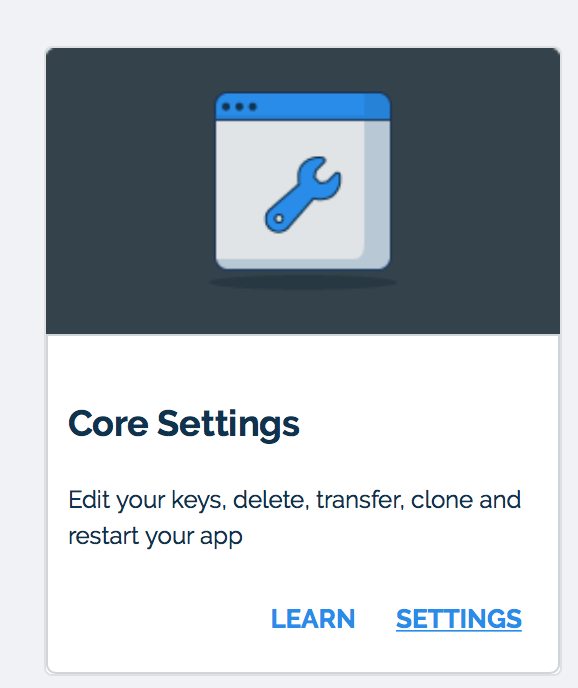 Core Settings
Edit your keys, delete, transfer, clone and
restart your app
LEARN SETTINGS